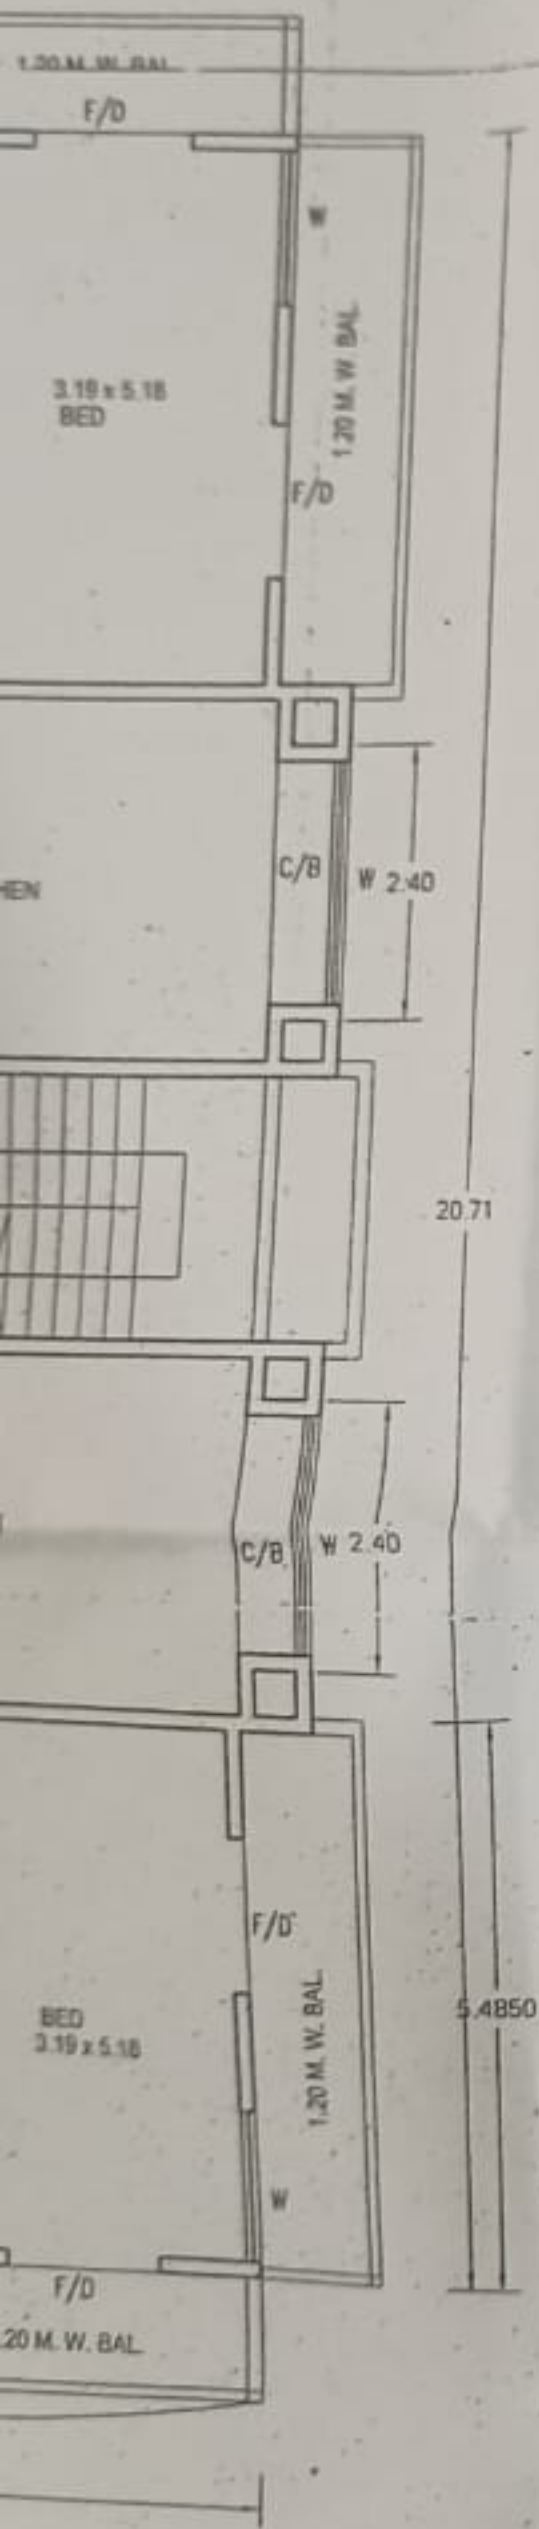 1.20 M. W. BAL.
F/D
W
1.20 M. W. BAL.
3.19 x 5.18
BED
F/D
C/B
W 2.40
HEN
20.71
C/B
W 2.40
F/D
1.20 M. W. BAL.
5.4850
BED
3.19 x 5.18
W
F/D
.20 M. W. BAL.